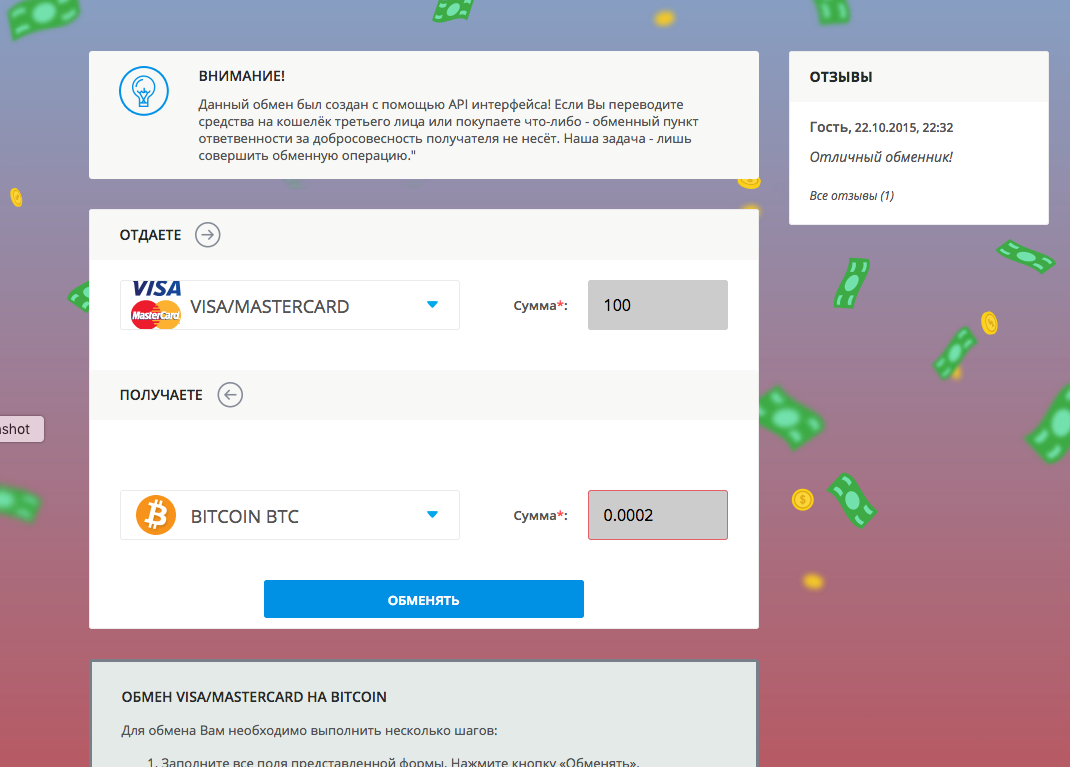 ВНИМАНИЕ!
Данный обмен был создан с помощью API интерфейса! Если Вы переводите
средства на кошелёк третьего лица или покупаете что-либо - обменный пункт
ответвенности за добросовесность получателя не несёт. Наша задача - лишь
совершить обменную операцию."
ОТЗЫВЫ
Гость, 22.10.2015, 22:32
Отличный обменник!
Все отзывы (1)
ОТДАЕТЕ
VISA
MasterCard
VISA/MASTERCARD
Сумма*:
100
ПОЛУЧАЕТЕ
shot
BITCOIN BTC
Сумма*:
0.0002
ОБМЕНЯТЬ
ОБМЕН VISA/MASTERCARD НА BITCOIN
Для обмена Вам необходимо выполнить несколько шагов:
1. Заполните все поля представленной формы. Нажмите кнопку «Обменять».